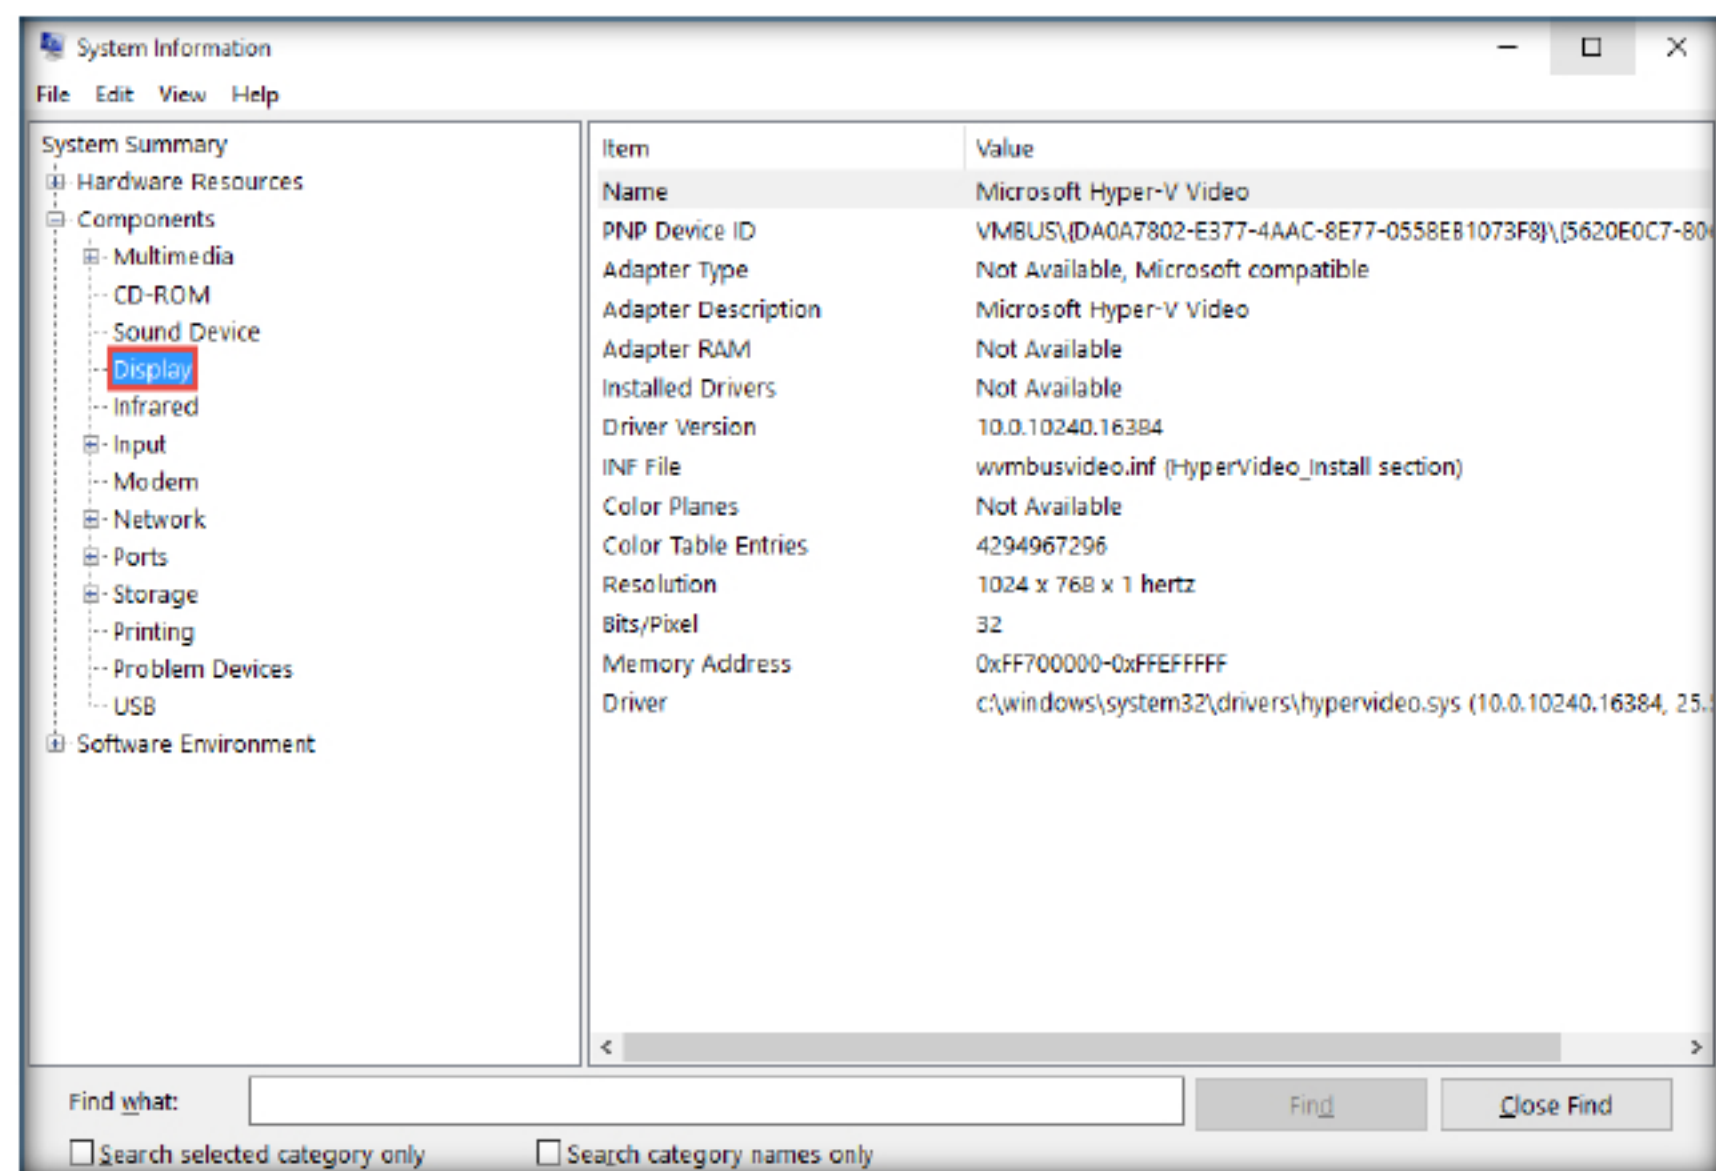 System Information
File Edit View Help
System Summary
Hardware Resources
Components
Multimedia
CD-ROM
Sound Device
Display
Infrared
Input
Modem
Network
Ports
Storage
Printing
Problem Devices
USB
Software Environment
Item Value
Name Microsoft Hyper-V Video
PNP Device ID VMBUS\{DA0A7802-E377-4AAC-8E77-0558EB1073F8}\{5620E0C7-80
Adapter Type Not Available, Microsoft compatible
Adapter Description Microsoft Hyper-V Video
Adapter RAM Not Available
Installed Drivers Not Available
Driver Version 10.0.10240.16384
INF File wvmbusvideo.inf (HyperVideo_Install section)
Color Planes Not Available
Color Table Entries 4294967296
Resolution 1024 x 768 x 1 hertz
Bits/Pixel 32
Memory Address 0xFF700000-0xFFEFFFFF
Driver c:\windows\system32\drivers\hypervideo.sys (10.0.10240.16384, 25.
Find what: Find Close Find
Search selected category only Search category names only